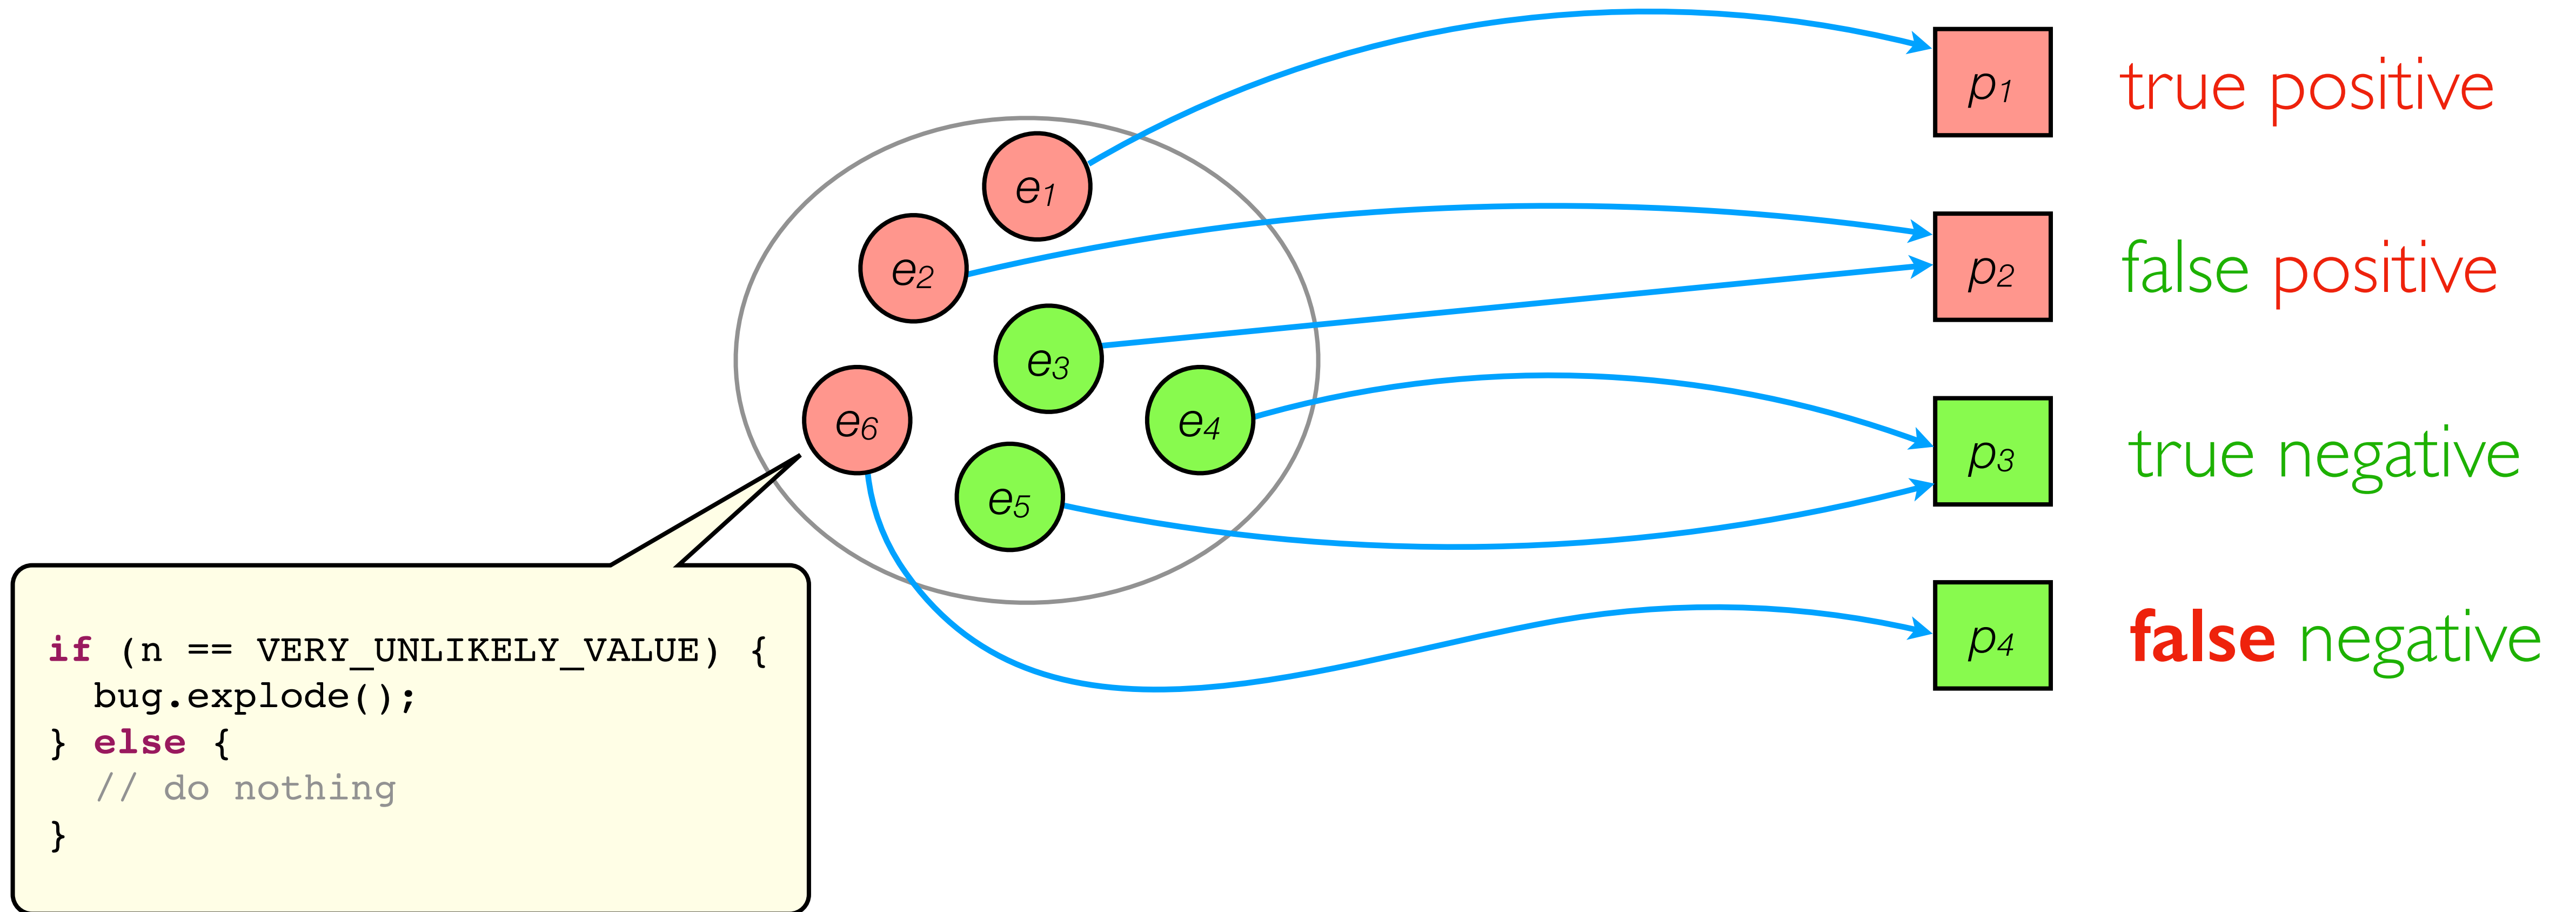 p1 true positive
e1
e2
p2 false positive
e3
e6
e4
p3 true negative
e5
if (n == VERY_UNLIKELY_VALUE) {
  bug.explode();
} else {
  // do nothing
}
p4 false negative